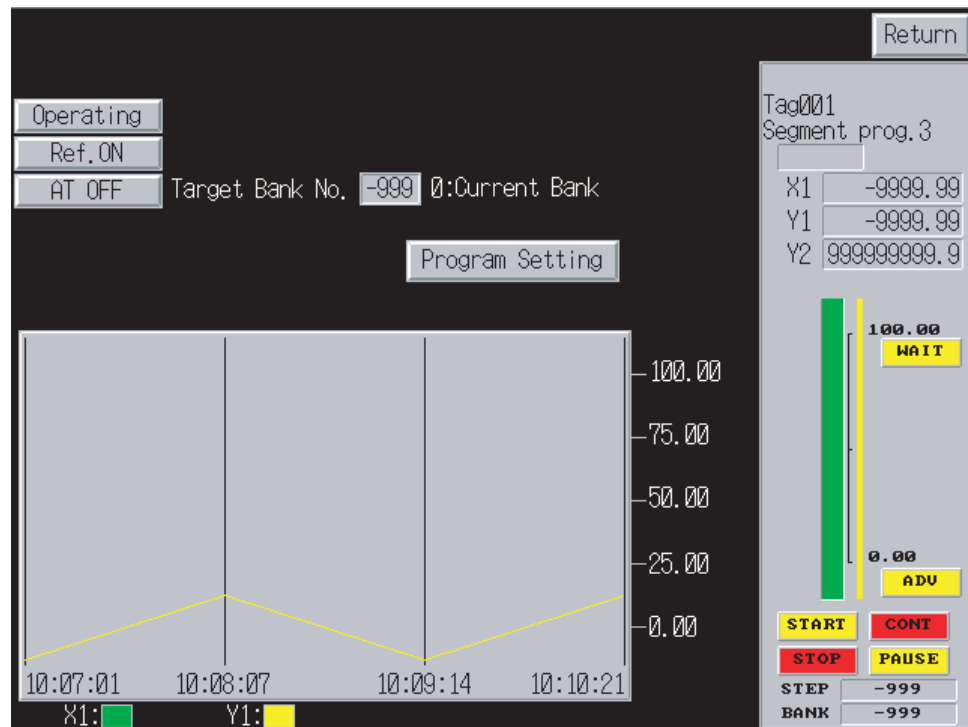 Return
Operating
Ref.ON
AT OFF
Target Bank No. -999 0:Current Bank
Program Setting
100.00
75.00
50.00
25.00
0.00
10:07:01 10:08:07 10:09:14 10:10:21
X1: Y1:
Tag001
Segment prog.3
X1 -9999.99
Y1 -9999.99
Y2 999999999.9
100.00
WAIT
0.00
ADV
START CONT
STOP PAUSE
STEP -999
BANK -999